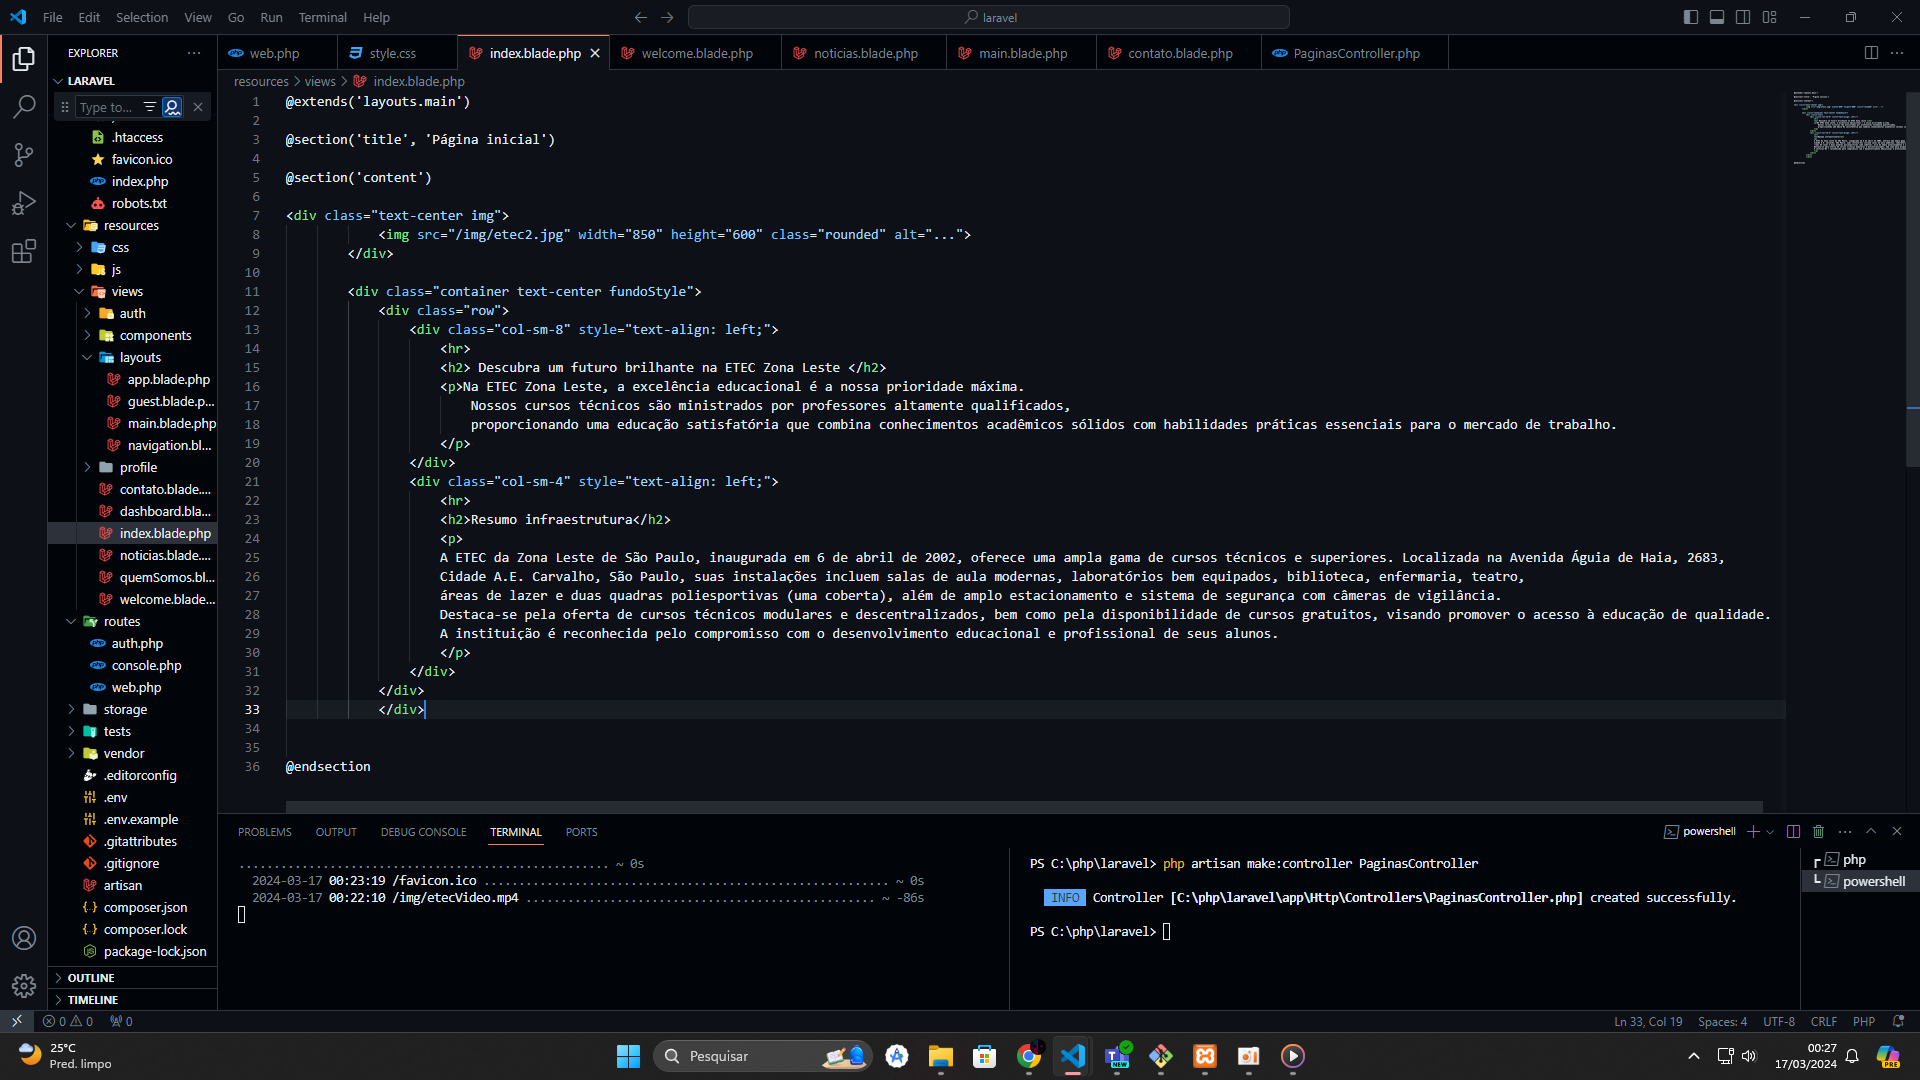 File Edit Selection View Go Run Terminal Help
laravel
EXPLORER
web.php
style.css
index.blade.php
welcome.blade.php
noticias.blade.php
main.blade.php
contato.blade.php
PaginasController.php
LARAVEL
resources > views > index.blade.php
Type to...
.htaccess
favicon.ico
index.php
robots.txt
resources
css
js
views
auth
components
layouts
app.blade.php
guest.blade.p...
main.blade.php
navigation.bl...
profile
contato.blade....
dashboard.bla...
index.blade.php
noticias.blade....
quemSomos.bl...
welcome.blade...
routes
auth.php
console.php
web.php
storage
tests
vendor
.editorconfig
.env
.env.example
.gitattributes
.gitignore
artisan
composer.json
composer.lock
package-lock.json
OUTLINE
TIMELINE
1 @extends('layouts.main')
2
3 @section('title', 'Página inicial')
4
5 @section('content')
6
7 <div class="text-center img">
8 <img src="/img/etec2.jpg" width="850" height="600" class="rounded" alt="...">
9 </div>
10
11 <div class="container text-center fundoStyle">
12 <div class="row">
13 <div class="col-sm-8" style="text-align: left;">
14 <hr>
15 <h2> Descubra um futuro brilhante na ETEC Zona Leste </h2>
16 <p>Na ETEC Zona Leste, a excelência educacional é a nossa prioridade máxima.
17 Nossos cursos técnicos são ministrados por professores altamente qualificados,
18 proporcionando uma educação satisfatória que combina conhecimentos acadêmicos sólidos com habilidades práticas essenciais para o mercado de trabalho.
19 </p>
20 </div>
21 <div class="col-sm-4" style="text-align: left;">
22 <hr>
23 <h2>Resumo infraestrutura</h2>
24 <p>
25 A ETEC da Zona Leste de São Paulo, inaugurada em 6 de abril de 2002, oferece uma ampla gama de cursos técnicos e superiores. Localizada na Avenida Águia de Haia, 2683,
26 Cidade A.E. Carvalho, São Paulo, suas instalações incluem salas de aula modernas, laboratórios bem equipados, biblioteca, enfermaria, teatro,
27 áreas de lazer e duas quadras poliesportivas (uma coberta), além de amplo estacionamento e sistema de segurança com câmeras de vigilância.
28 Destaca-se pela oferta de cursos técnicos modulares e descentralizados, bem como pela disponibilidade de cursos gratuitos, visando promover o acesso à educação de qualidade.
29 A instituição é reconhecida pelo compromisso com o desenvolvimento educacional e profissional de seus alunos.
30 </p>
31 </div>
32 </div>
33 </div>
34
35
36 @endsection
PROBLEMS OUTPUT DEBUG CONSOLE TERMINAL PORTS
powershell
................................................ ~ 0s
2024-03-17 00:23:19 /favicon.ico ..................................................... ~ 0s
2024-03-17 00:22:10 /img/etecVideo.mp4 .............................................. ~ -86s
PS C:\php\laravel> php artisan make:controller PaginasController
INFO Controller [C:\php\laravel\app\Http\Controllers\PaginasController.php] created successfully.
PS C:\php\laravel>
php
powershell
0 0 0
Ln 33, Col 19 Spaces: 4 UTF-8 CRLF PHP
25°C
Pred. limpo
Pesquisar
NEW
00:27
17/03/2024
PRE